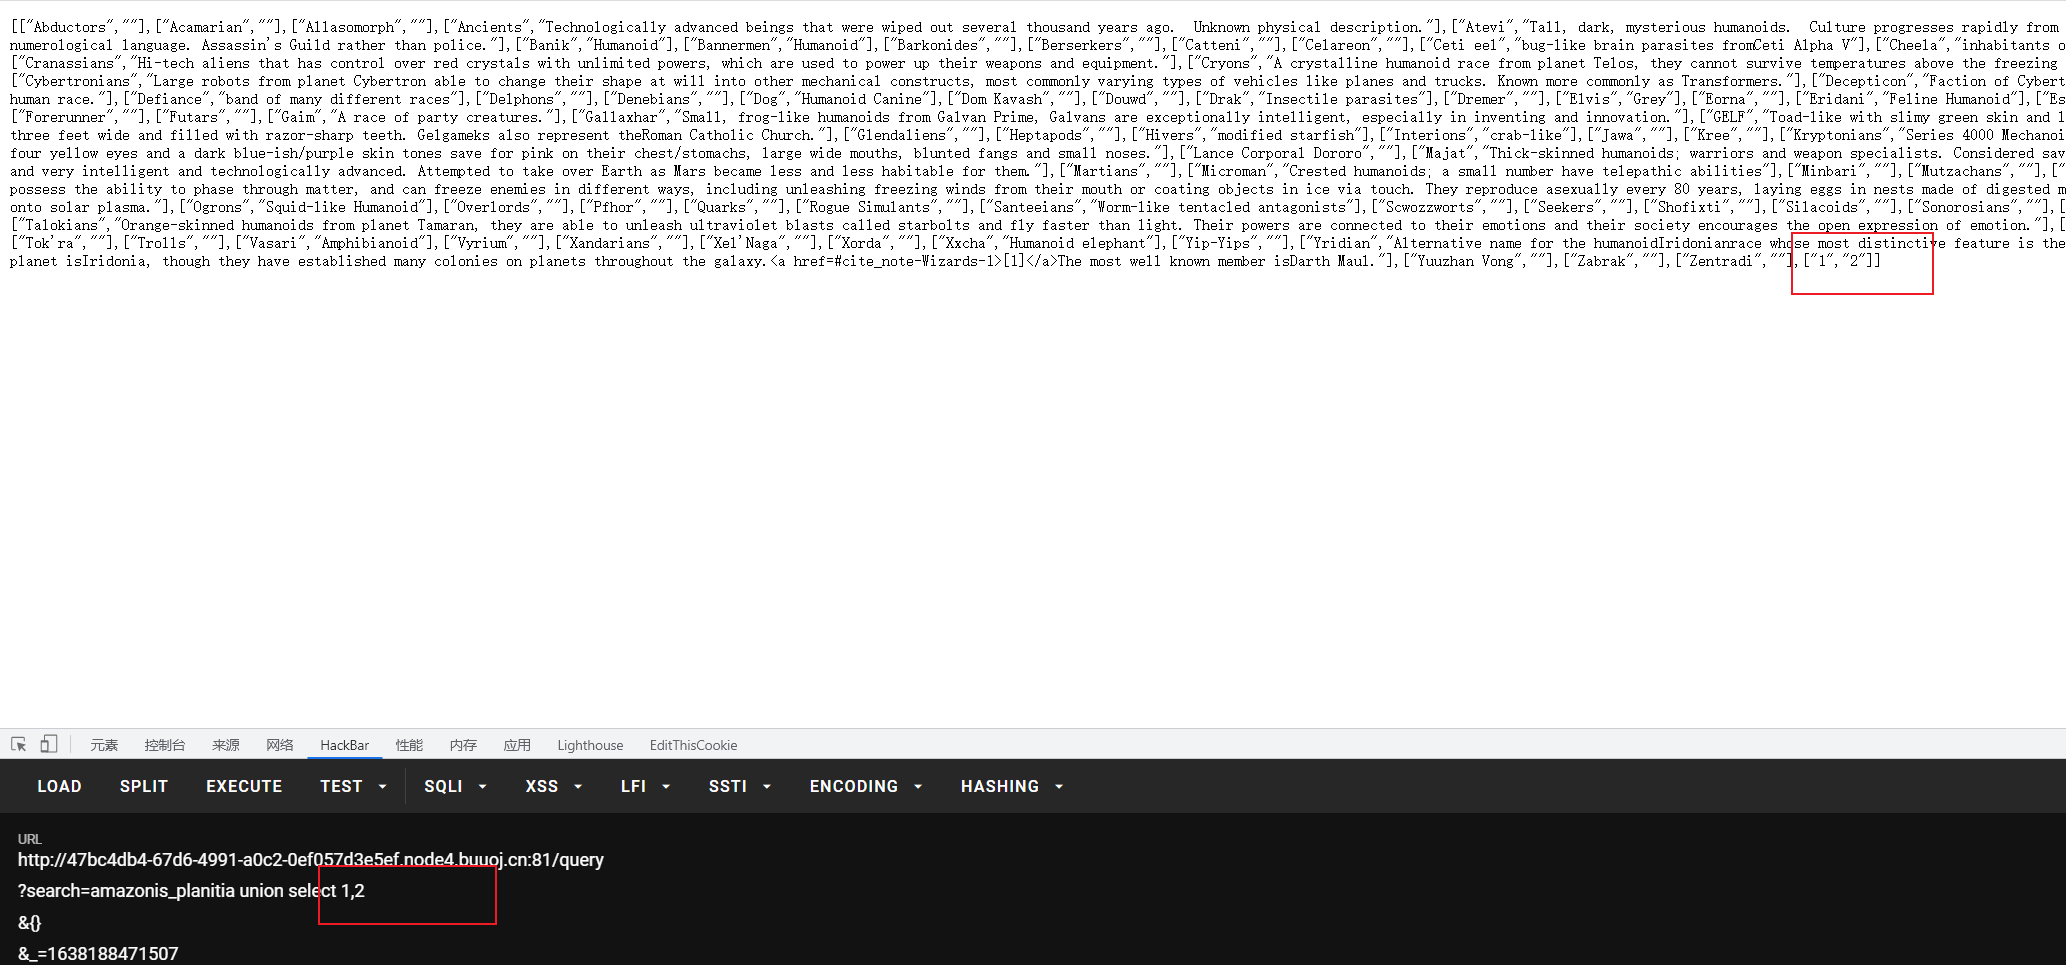 [["Abductors",""],["Acamarian",""],["Allasomorph",""],["Ancients","Technologically advanced beings that were wiped out several thousand years ago.  Unknown physical description."],["Atevi","Tall, dark, mysterious humanoids.  Culture progresses rapidly from
numerological language. Assassin's Guild rather than police."],["Banik","Humanoid"],["Bannermen","Humanoid"],["Barkonides",""],["Berserkers",""],["Catteni",""],["Celareon",""],["Ceti eel","bug-like brain parasites fromCeti Alpha V"],["Cheela","inhabitants o
["Cranassians","Hi-tech aliens that has control over red crystals with unlimited powers, which are used to power up their weapons and equipment."],["Cryons","A crystalline humanoid race from planet Telos, they cannot survive temperatures above the freezing
["Cybertronians","Large robots from planet Cybertron able to change their shape at will into other mechanical constructs, most commonly varying types of vehicles like planes and trucks. Known more commonly as Transformers."],["Decepticon","Faction of Cybert
human race."],["Defiance","band of many different races"],["Delphons",""],["Denebians",""],["Dog","Humanoid Canine"],["Dom Kavash",""],["Douwd",""],["Drak","Insectile parasites"],["Dremer",""],["Elvis","Grey"],["Eorna",""],["Eridani","Feline Humanoid"],["Es
["Forerunner",""],["Futars",""],["Gaim","A race of party creatures."],["Gallaxhar","Small, frog-like humanoids from Galvan Prime, Galvans are exceptionally intelligent, especially in inventing and innovation."],["GELF","Toad-like with slimy green skin and l
three feet wide and filled with razor-sharp teeth. Gelgameks also represent theRoman Catholic Church."],["Glendaliens",""],["Heptapods",""],["Hivers","modified starfish"],["Interions","crab-like"],["Jawa",""],["Kree",""],["Kryptonians","Series 4000 Mechanoi
four yellow eyes and a dark blue-ish/purple skin tones save for pink on their chest/stomachs, large wide mouths, blunted fangs and small noses."],["Lance Corporal Dororo",""],["Majat","Thick-skinned humanoids; warriors and weapon specialists. Considered sav
and very intelligent and technologically advanced. Attempted to take over Earth as Mars became less and less habitable for them."],["Martians",""],["Microman","Crested humanoids; a small number have telepathic abilities"],["Minbari",""],["Mutzachans",""],["
possess the ability to phase through matter, and can freeze enemies in different ways, including unleashing freezing winds from their mouth or coating objects in ice via touch. They reproduce asexually every 80 years, laying eggs in nests made of digested m
onto solar plasma."],["Ogrons","Squid-like Humanoid"],["Overlords",""],["Pfhor",""],["Quarks",""],["Rogue Simulants",""],["Santeeians","Worm-like tentacled antagonists"],["Scwozzworts",""],["Seekers",""],["Shofixti",""],["Silacoids",""],["Sonorosians",""],[
["Talokians","Orange-skinned humanoids from planet Tamaran, they are able to unleash ultraviolet blasts called starbolts and fly faster than light. Their powers are connected to their emotions and their society encourages the open expression of emotion."],[
["Tok'ra",""],["Trolls",""],["Vasari","Amphibianoid"],["Vyrium",""],["Xandarians",""],["Xel'Naga",""],["Xorda",""],["Xxcha","Humanoid elephant"],["Yip-Yips",""],["Yridian","Alternative name for the humanoidIridonianrace whose most distinctive feature is the
planet isIridonia, though they have established many colonies on planets throughout the galaxy.<a href=#cite_note-Wizards-1>[1]</a>The most well known member isDarth Maul."],["Yuuzhan Vong",""],["Zabrak",""],["Zentradi",""],["1","2"]]
元素 控制台 来源 网络 HackBar 性能 内存 应用 Lighthouse EditThisCookie
LOAD SPLIT EXECUTE TEST SQLI XSS LFI SSTI ENCODING HASHING
URL
http://47bc4db4-67d6-4991-a0c2-0ef057d3e5ef.node4.buuoj.cn:81/query
?search=amazonis_planitia union select 1,2
&{}
&_=1638188471507